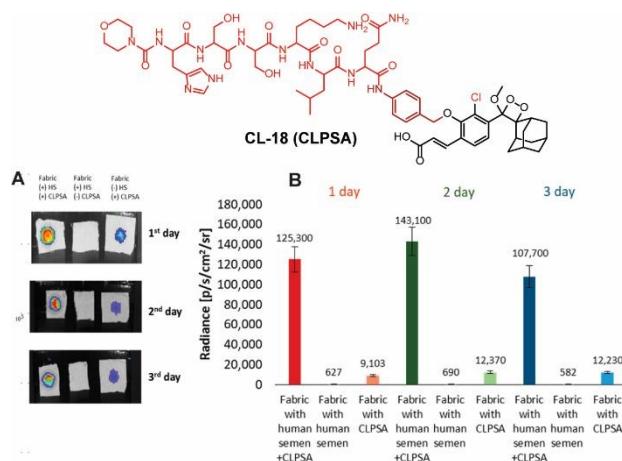 O
N
O
H
N
O
O
N
H
OH
H
N
O
OH
N
H
O
NH₂
H
N
O
N
H
O
NH₂
O
NH
O
Cl
O
O
O
N
NH
HO
O
CL-18 (CLPSA)
A
Fabric Fabric Fabric
(+) HS (+) HS (-) HS
(+) CLPSA (-) CLPSA (+) CLPSA
1st day
2nd day
3rd day
B
1 day 2 day 3 day
Radiance [p/s/cm²/sr]
180,000
160,000
140,000
120,000
100,000
80,000
60,000
40,000
20,000
0
125,300
627
9,103
143,100
690
12,370
107,700
582
12,230
Fabric with human semen +CLPSA
Fabric with human semen
Fabric with CLPSA
Fabric with human semen +CLPSA
Fabric with human semen
Fabric with CLPSA
Fabric with human semen +CLPSA
Fabric with human semen
Fabric with CLPSA